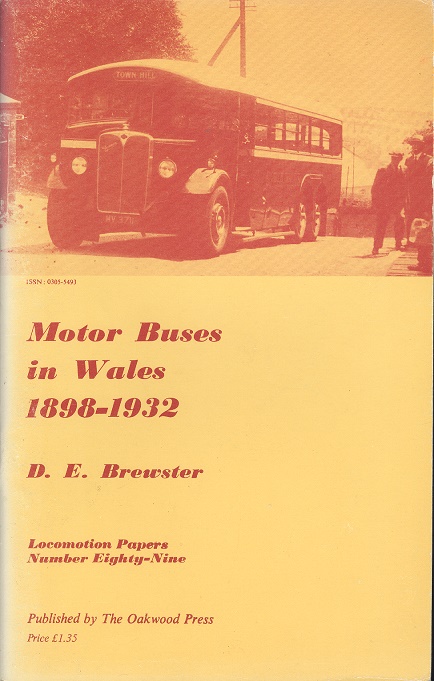 TOWN HILL
ISSN: 0305-5493
Motor Buses
in Wales
1898-1932
D. E. Brewster
Locomotion Papers
Number Eighty-Nine
Published by The Oakwood Press
Price £1.35